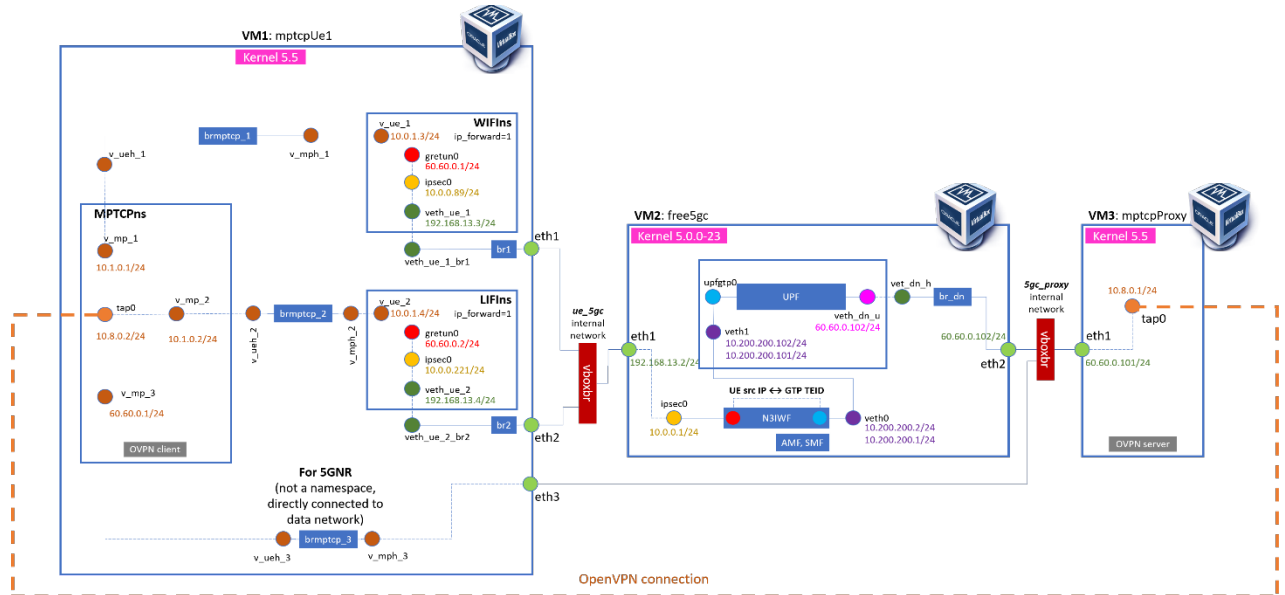 VM1: mptcpUe1
Kernel 5.5
WIFIns
v_ue_1
10.0.1.3/24
ip_forward=1
gretun0
60.60.0.1/24
ipsec0
10.0.0.89/24
veth_ue_1
192.168.13.3/24
veth_ue_1_br1
br1
eth1
brmptcp_1
v_mph_1
v_ueh_1
MPTCPns
v_mp_1
10.1.0.1/24
tap0
10.8.0.2/24
v_mp_2
10.1.0.2/24
v_mp_3
60.60.0.1/24
OVPN client
v_ueh_2
brmptcp_2
v_mph_2
LIFIns
v_ue_2
10.0.1.4/24
ip_forward=1
gretun0
60.60.0.2/24
ipsec0
10.0.0.221/24
veth_ue_2
192.168.13.4/24
veth_ue_2_br2
br2
eth2
For 5GNR
(not a namespace,
directly connected to
data network)
v_ueh_3
brmptcp_3
v_mph_3
eth3
ue_5gc
internal
network
vboxbr
VM2: free5gc
Kernel 5.0.0-23
eth1
192.168.13.2/24
upfgtp0
UPF
veth_dn_u
60.60.0.102/24
veth1
10.200.200.102/24
10.200.200.101/24
vet_dn_h
br_dn
60.60.0.102/24
eth2
UE src IP ↔ GTP TEID
ipsec0
10.0.0.1/24
N3IWF
AMF, SMF
veth0
10.200.200.2/24
10.200.200.1/24
5gc_proxy
internal
network
vboxbr
VM3: mptcpProxy
Kernel 5.5
10.8.0.1/24
tap0
eth1
60.60.0.101/24
OVPN server
OpenVPN connection